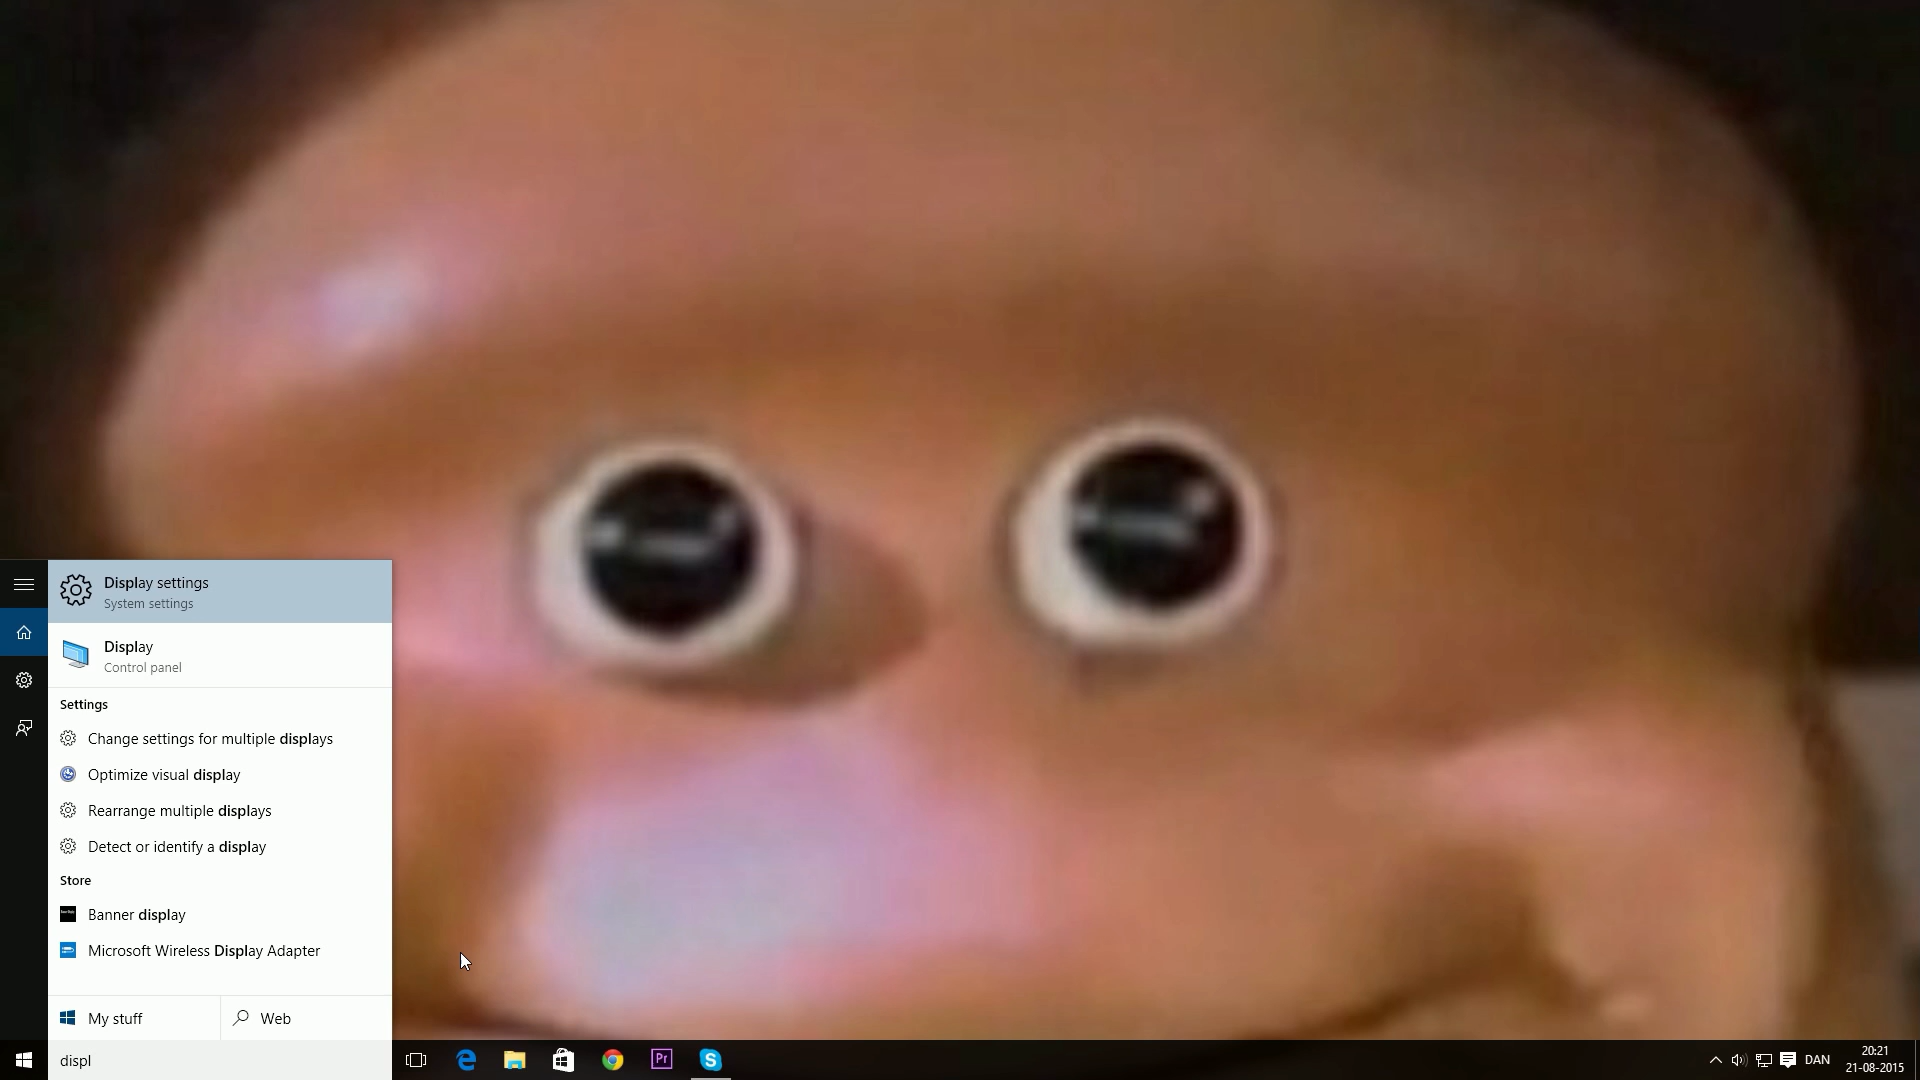 Display settings
System settings
Display
Control panel
Settings
Change settings for multiple displays
Optimize visual display
Rearrange multiple displays
Detect or identify a display
Store
Banner display
Microsoft Wireless Display Adapter
My stuff
Web
displ
Pr
DAN
20:21
21-08-2015